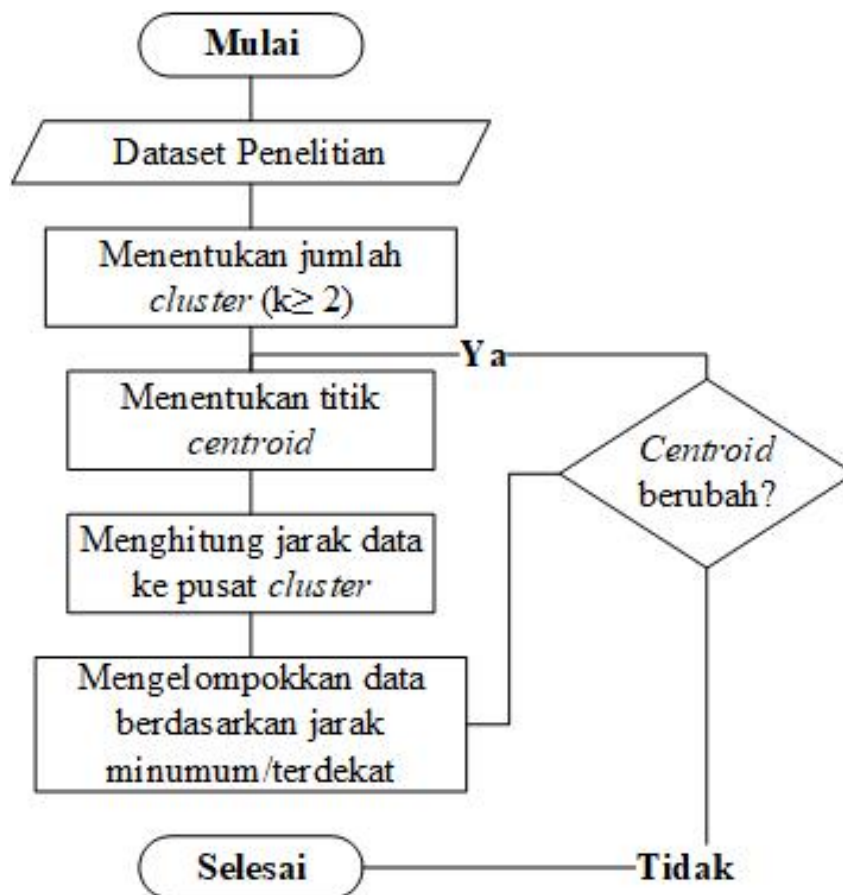 Mulai
Dataset Penelitian
Menentukan jumlah
cluster (k≥ 2)
Ya
Menentukan titik
centroid
Centroid
berubah?
Menghitung jarak data
ke pusat cluster
Mengelompokkan data
berdasarkan jarak
minumum/terdekat
Selesai
Tidak